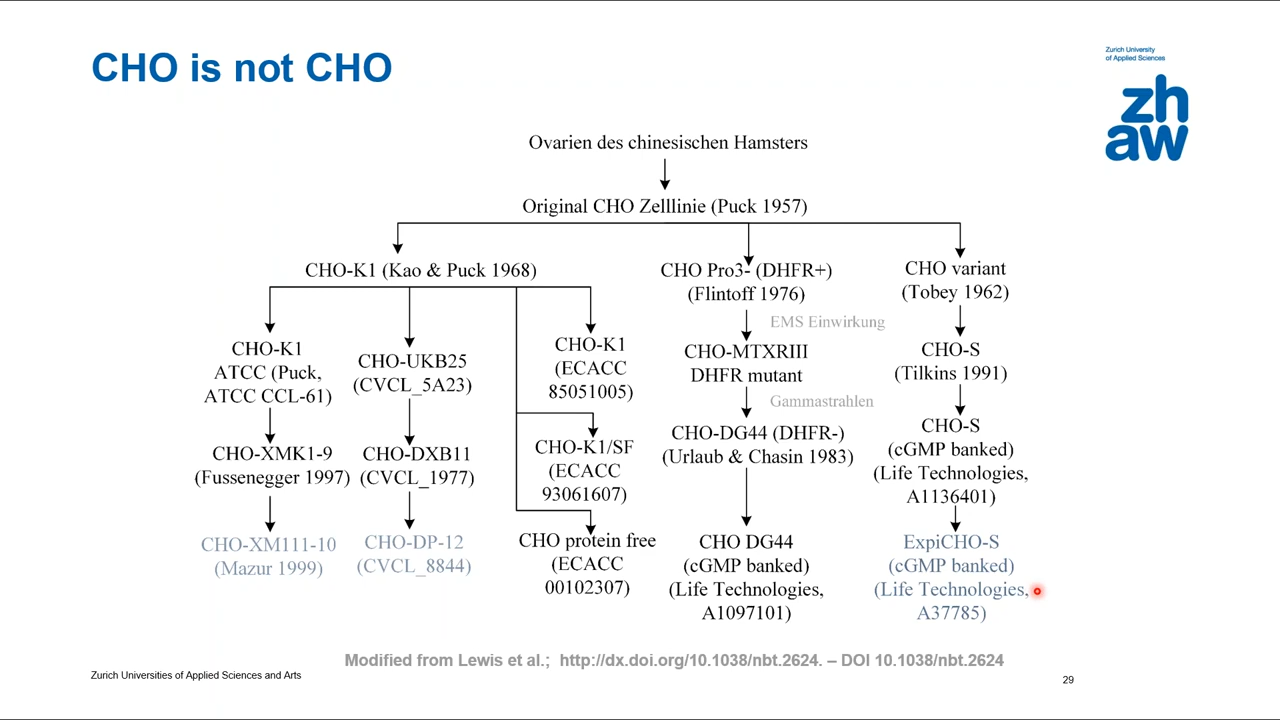 CHO is not CHO
Zurich University
of Applied Sciences
zh
aw
Ovarien des chinesischen Hamsters
Original CHO Zelllinie (Puck 1957)
CHO-K1 (Kao & Puck 1968)
CHO Pro3- (DHFR+)
(Flintoff 1976)
CHO variant
(Tobey 1962)
EMS Einwirkung
CHO-K1
ATCC (Puck,
ATCC CCL-61)
CHO-UKB25
(CVCL_5A23)
CHO-K1
(ECACC
85051005)
CHO-MTXRIII
DHFR mutant
CHO-S
(Tilkins 1991)
Gammastrahlen
CHO-XMK1-9
(Fussenegger 1997)
CHO-DXB11
(CVCL_1977)
CHO-K1/SF
(ECACC
93061607)
CHO-DG44 (DHFR-)
(Urlaub & Chasin 1983)
CHO-S
(cGMP banked)
(Life Technologies,
A1136401)
CHO-XM111-10
(Mazur 1999)
CHO-DP-12
(CVCL_8844)
CHO protein free
(ECACC
00102307)
CHO DG44
(cGMP banked)
(Life Technologies,
A1097101)
ExpiCHO-S
(cGMP banked)
(Life Technologies,
A37785)
Modified from Lewis et al.; http://dx.doi.org/10.1038/nbt.2624. – DOI 10.1038/nbt.2624
Zurich Universities of Applied Sciences and Arts
29